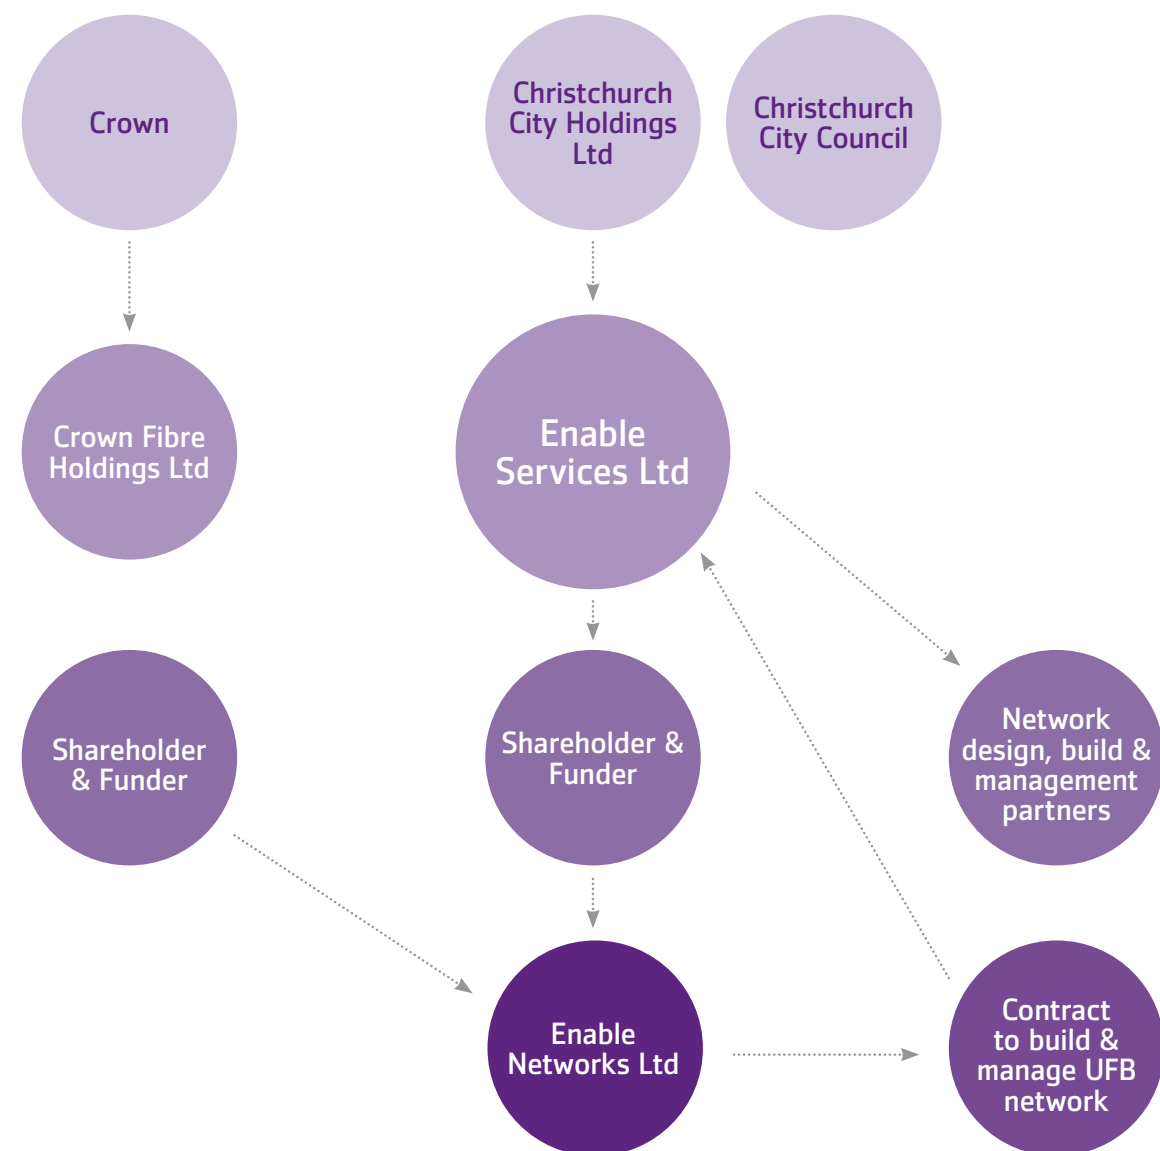 Crown
Christchurch
City Holdings
Ltd
Christchurch
City Council
Crown Fibre
Holdings Ltd
Enable
Services Ltd
Shareholder
& Funder
Shareholder &
Funder
Network
design, build &
management
partners
Enable
Networks Ltd
Contract
to build &
manage UFB
network